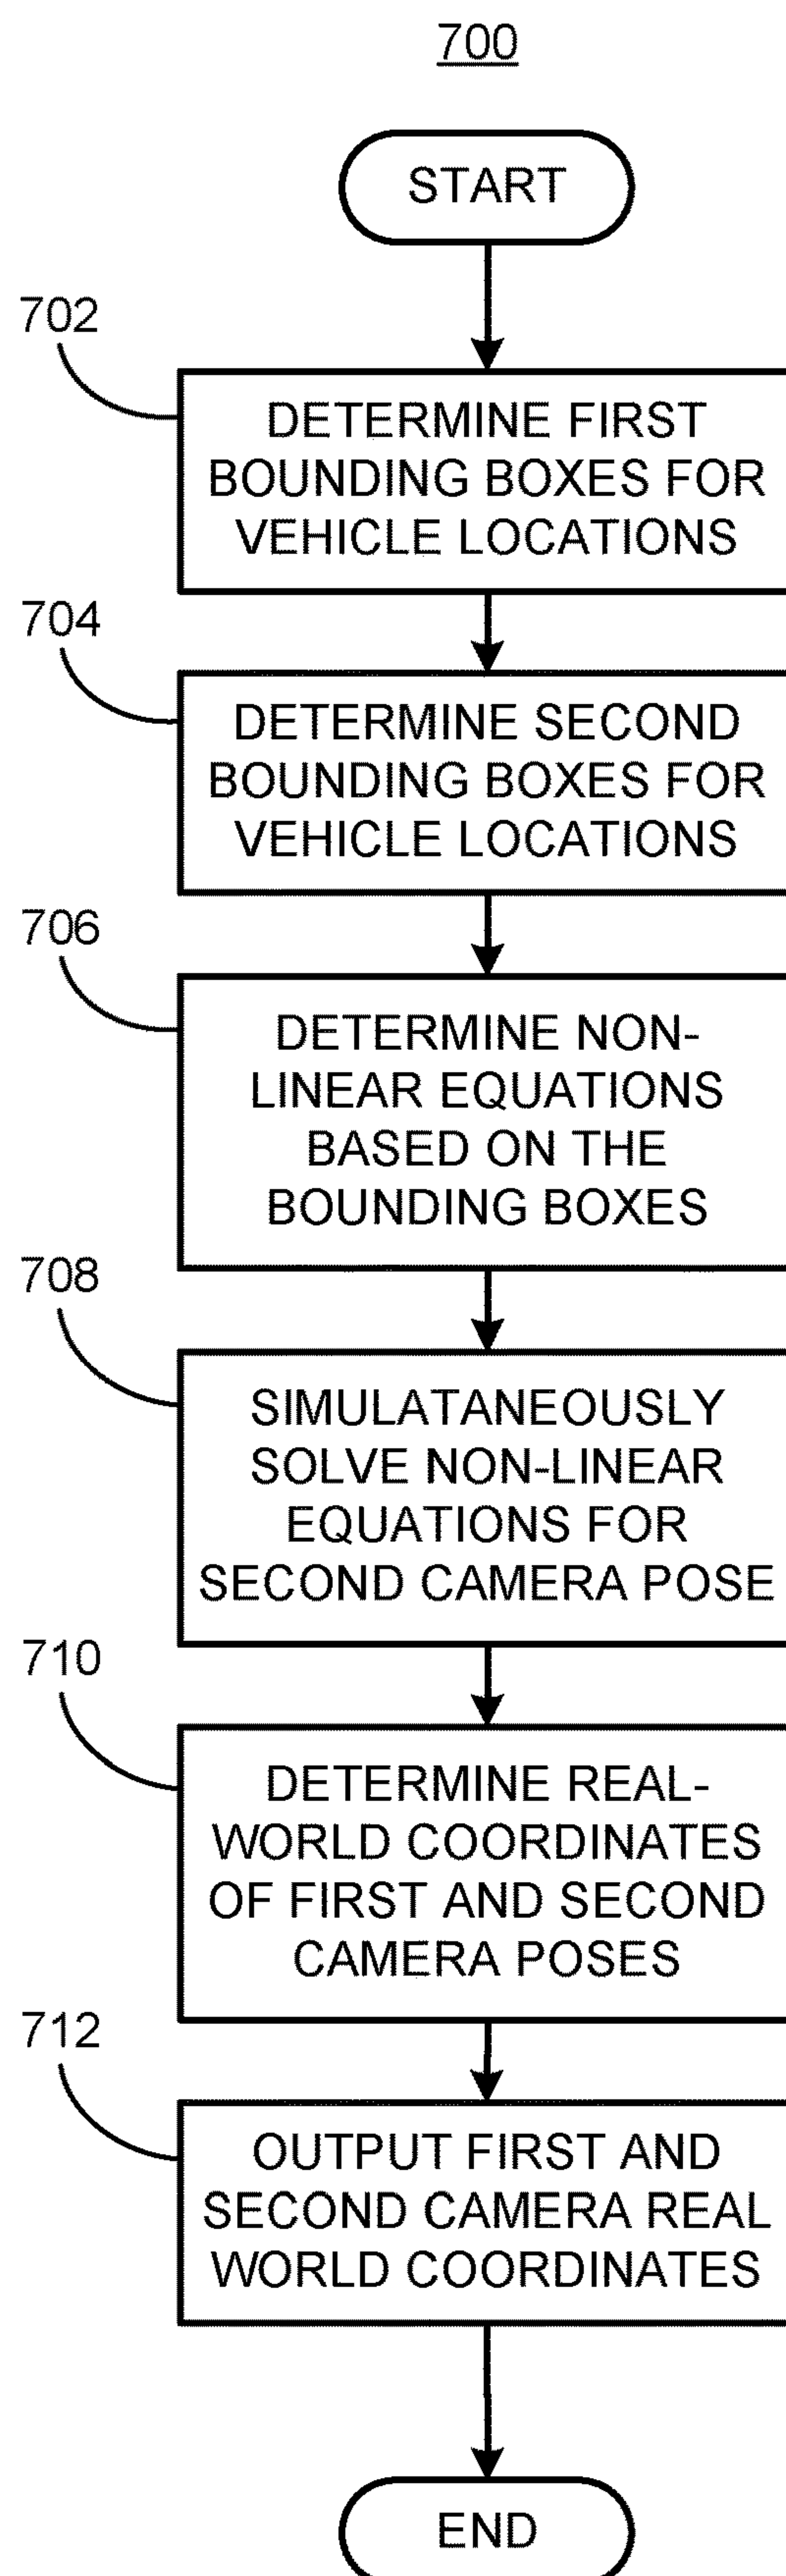 700
START
702
DETERMINE FIRST
BOUNDING BOXES FOR
VEHICLE LOCATIONS
704
DETERMINE SECOND
BOUNDING BOXES FOR
VEHICLE LOCATIONS
706
DETERMINE NON-
LINEAR EQUATIONS
BASED ON THE
BOUNDING BOXES
708
SIMULATANEOUSLY
SOLVE NON-LINEAR
EQUATIONS FOR
SECOND CAMERA POSE
710
DETERMINE REAL-
WORLD COORDINATES
OF FIRST AND SECOND
CAMERA POSES
712
OUTPUT FIRST AND
SECOND CAMERA REAL
WORLD COORDINATES
END